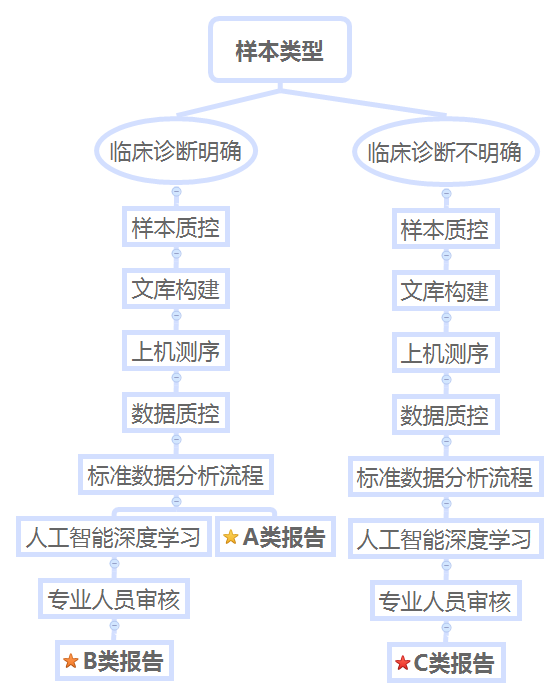 样本类型
临床诊断明确
临床诊断不明确
样本质控
样本质控
文库构建
文库构建
上机测序
上机测序
数据质控
数据质控
标准数据分析流程
标准数据分析流程
人工智能深度学习
A类报告
人工智能深度学习
专业人员审核
专业人员审核
B类报告
C类报告